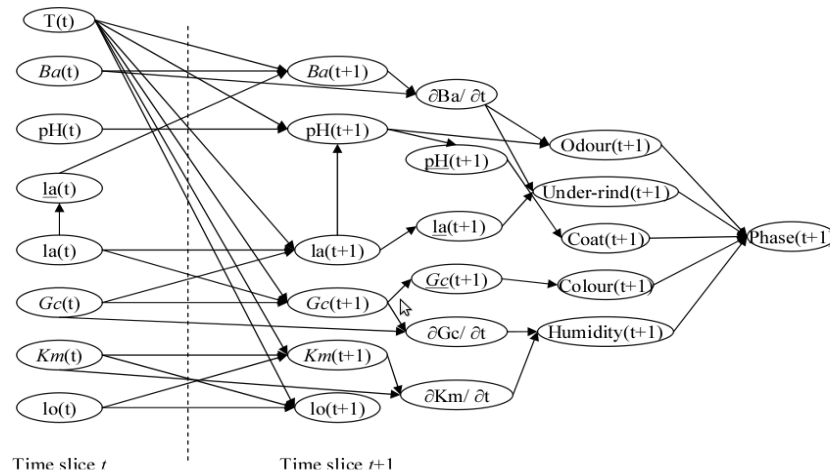 T(t)
Ba(t)
Ba(t+1)
∂Ba/ ∂t
pH(t)
pH(t+1)
Odour(t+1)
pH(t+1)
la(t)
Under-rind(t+1)
la(t+1)
Coat(t+1)
Phase(t+1)
la(t)
la(t+1)
Gc(t+1)
Colour(t+1)
Gc(t)
Gc(t+1)
∂Gc/ ∂t
Humidity(t+1)
Km(t)
Km(t+1)
∂Km/ ∂t
lo(t)
lo(t+1)
Time slice t
Time slice t+1